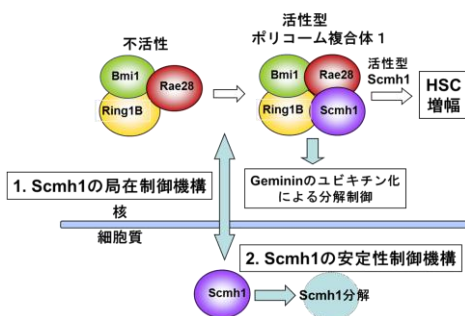 不活性
活性型
ポリコーム複合体 1
Bmi1
Rae28
Ring1B
Bmi1
Rae28
Ring1B
Scmh1
活性型
Scmh1
HSC
増幅
Gemininのユビキチン化
による分解制御
1. Scmh1の局在制御機構
核
細胞質
2. Scmh1の安定性制御機構
Scmh1
Scmh1分解